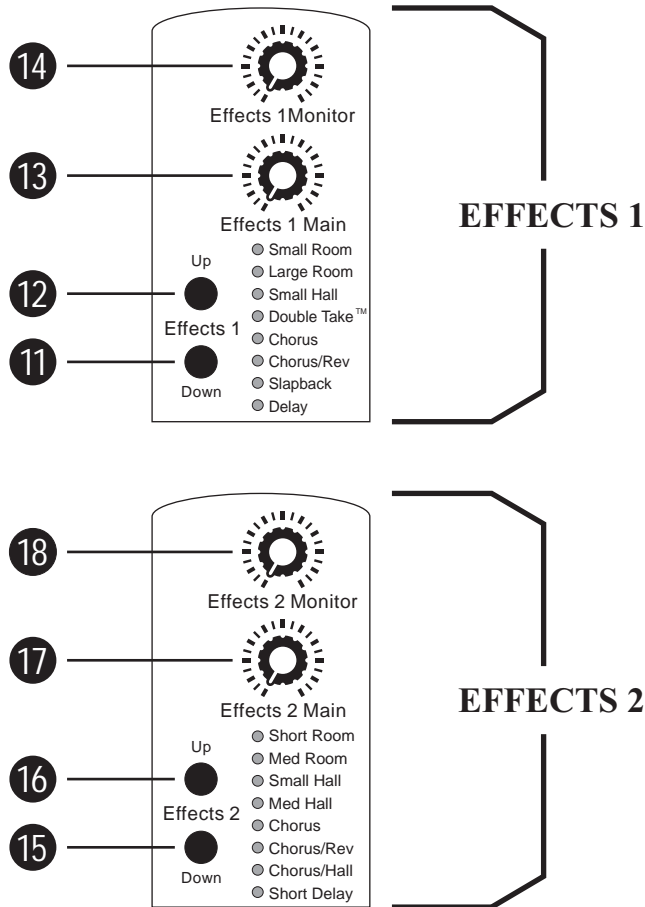 14
Effects 1Monitor
13
Effects 1 Main
EFFECTS 1
Small Room
Up
Large Room
12
Small Hall
Double Take™
Effects 1
Chorus
11
Chorus/Rev
Slapback
Down
Delay
18
Effects 2 Monitor
17
Effects 2 Main
EFFECTS 2
Short Room
Up
Med Room
16
Small Hall
Med Hall
Effects 2
Chorus
15
Chorus/Rev
Chorus/Hall
Down
Short Delay